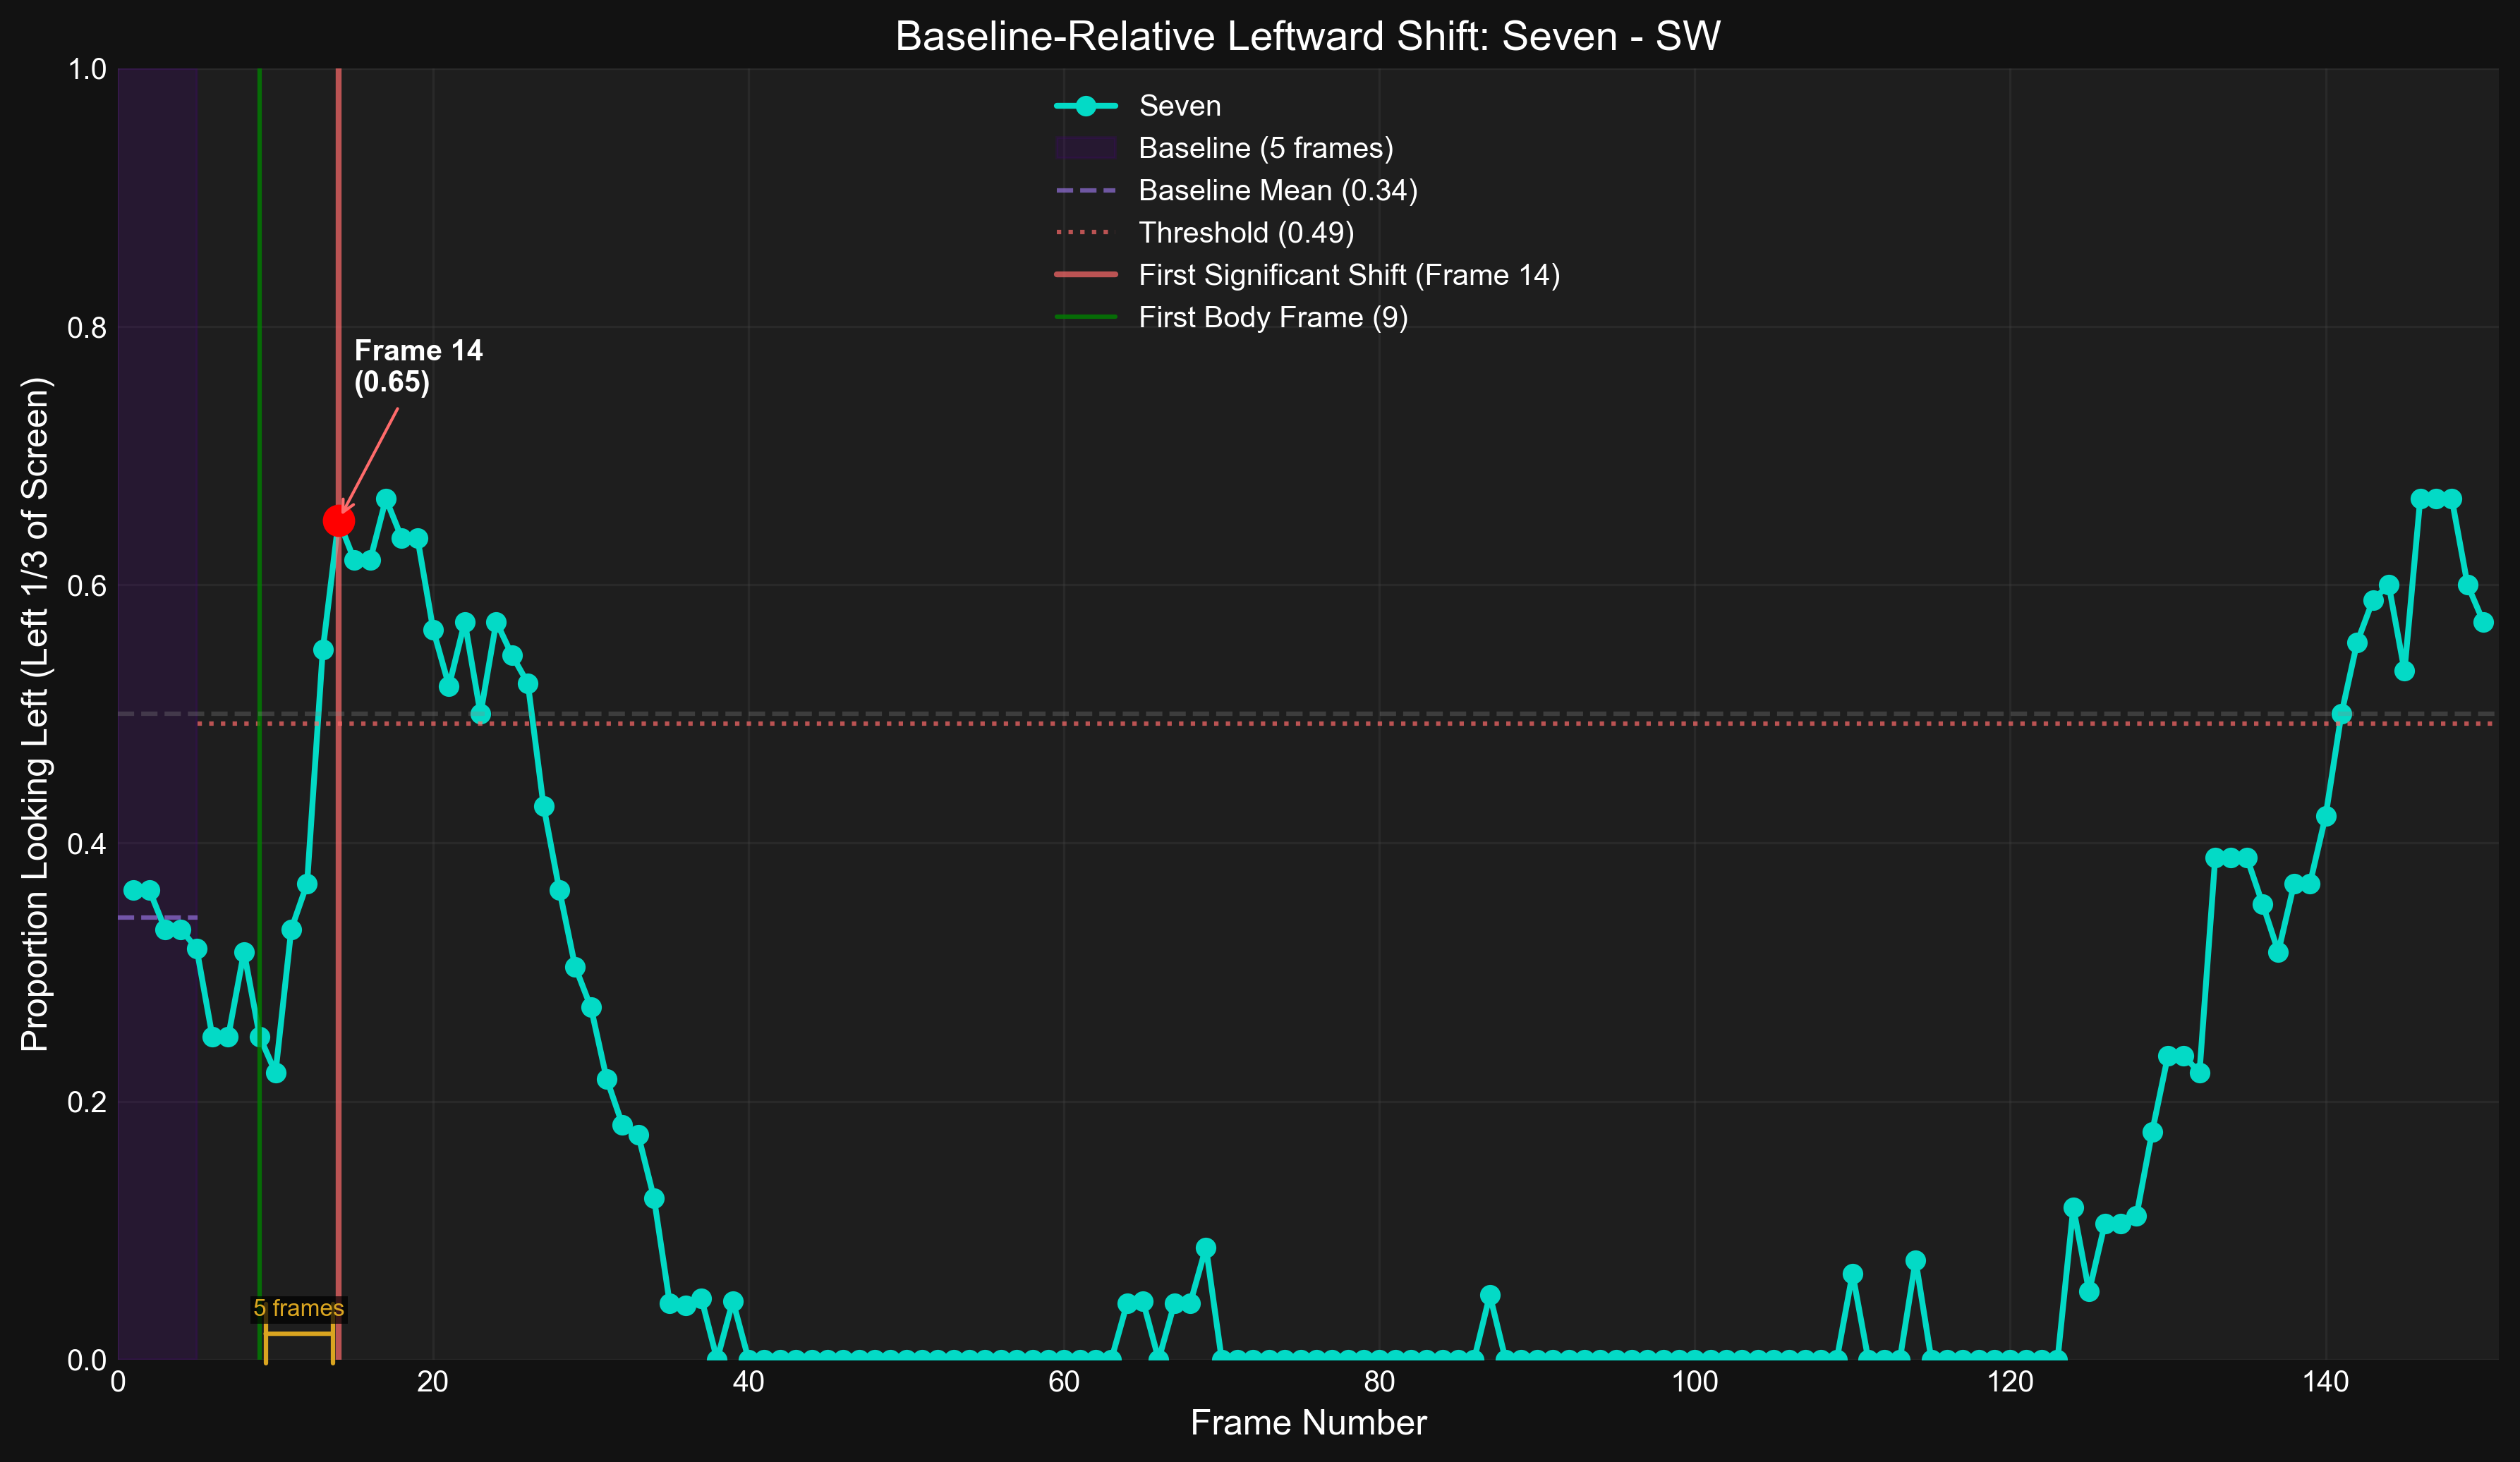 Baseline-Relative Leftward Shift: Seven - SW
Seven
Baseline (5 frames)
Baseline Mean (0.34)
Threshold (0.49)
First Significant Shift (Frame 14)
First Body Frame (9)
Frame 14
(0.65)
5 frames
Proportion Looking Left (Left 1/3 of Screen)
1.0
0.8
0.6
0.4
0.2
0.0
0
20
40
60
80
100
120
140
Frame Number